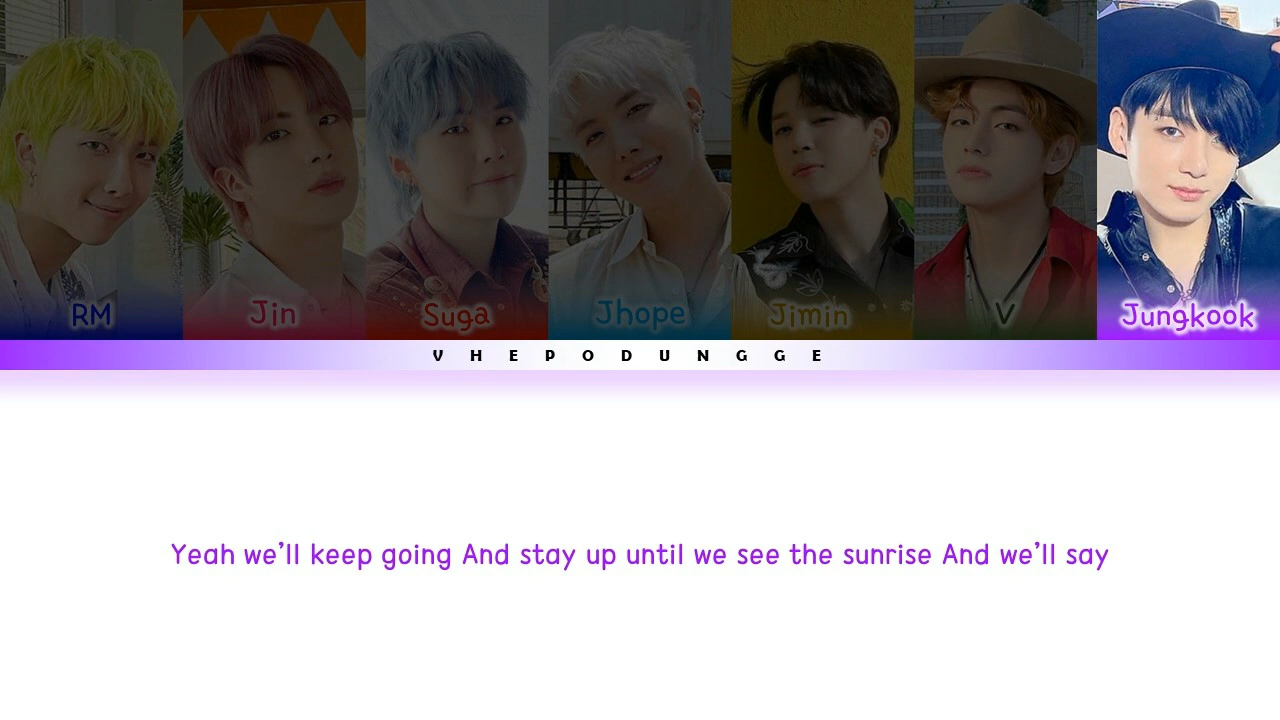 RM Jin Suga Jhope Jimin V Jungkook
VHEPODUNGGE
Yeah we’ll keep going And stay up until we see the sunrise And we’ll say